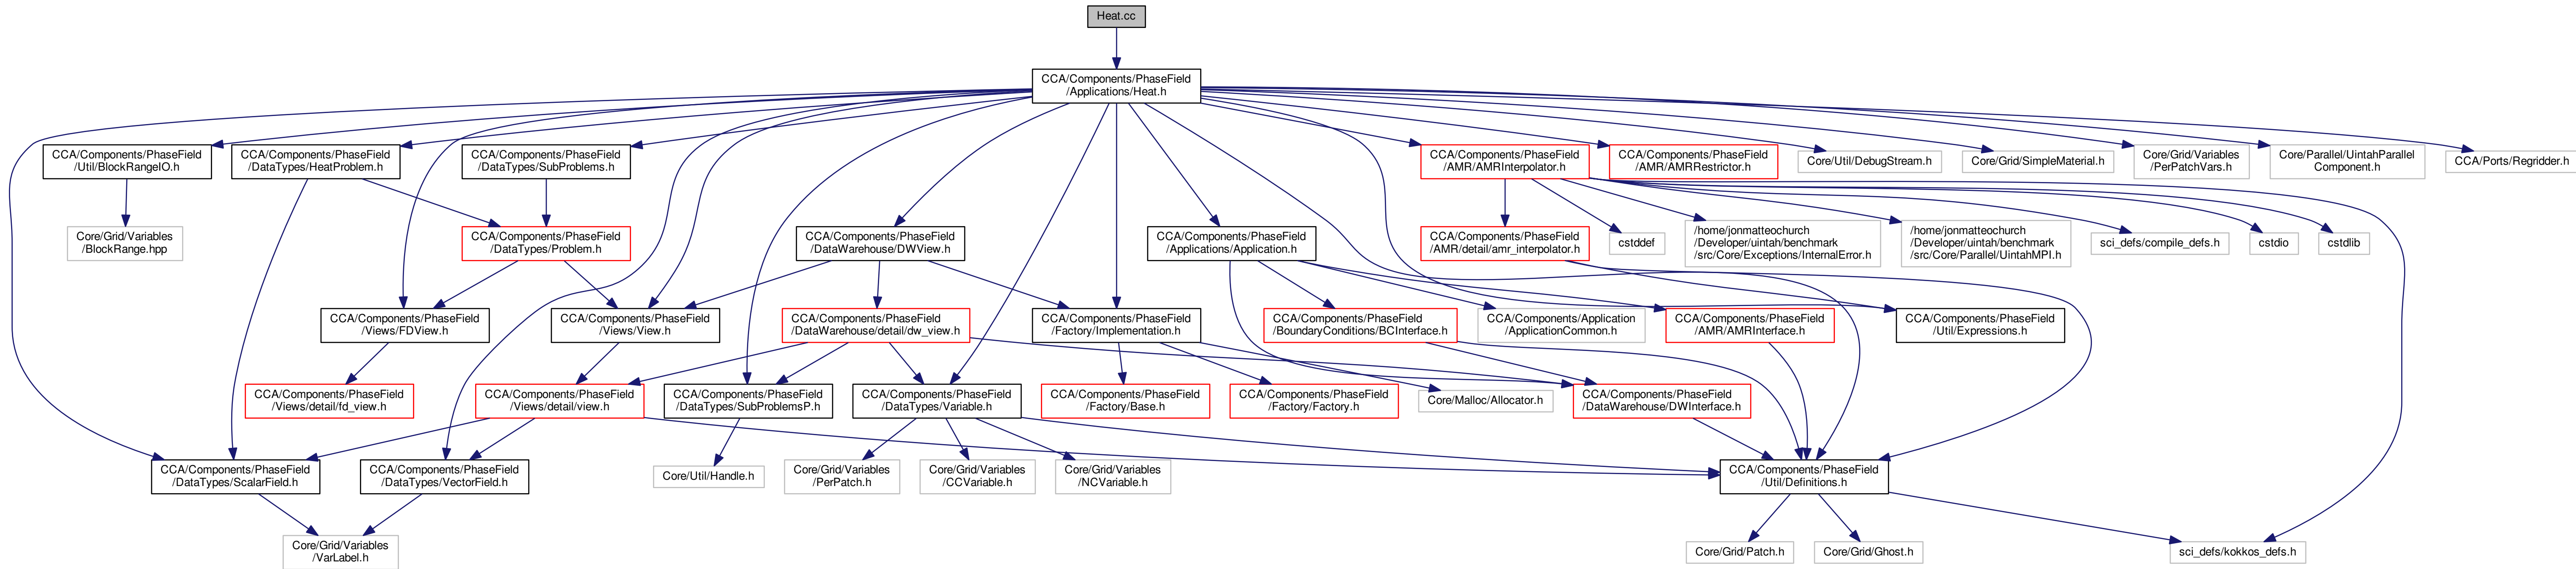 Heat.cc
CCA/Components/PhaseField
/Applications/Heat.h
CCA/Components/PhaseField
/Util/BlockRangeIO.h
CCA/Components/PhaseField
/DataTypes/HeatProblem.h
CCA/Components/PhaseField
/DataTypes/SubProblems.h
CCA/Components/PhaseField
/AMR/AMRInterpolator.h
CCA/Components/PhaseField
/AMR/AMRRestrictor.h
Core/Util/DebugStream.h
Core/Grid/SimpleMaterial.h
Core/Grid/Variables
/PerPatchVars.h
Core/Parallel/UintahParallel
Component.h
CCA/Ports/Regridder.h
Core/Grid/Variables
/BlockRange.hpp
CCA/Components/PhaseField
/DataTypes/Problem.h
CCA/Components/PhaseField
/DataWarehouse/DWView.h
CCA/Components/PhaseField
/Applications/Application.h
CCA/Components/PhaseField
/AMR/detail/amr_interpolator.h
cstddef
/home/jonmatteochurch
/Developer/uintah/benchmark
/src/Core/Exceptions/InternalError.h
/home/jonmatteochurch
/Developer/uintah/benchmark
/src/Core/Parallel/UintahMPI.h
sci_defs/compile_defs.h
cstdio
cstdlib
CCA/Components/PhaseField
/Views/FDView.h
CCA/Components/PhaseField
/Views/View.h
CCA/Components/PhaseField
/DataWarehouse/detail/dw_view.h
CCA/Components/PhaseField
/Factory/Implementation.h
CCA/Components/PhaseField
/BoundaryConditions/BCInterface.h
CCA/Components/Application
/ApplicationCommon.h
CCA/Components/PhaseField
/AMR/AMRInterface.h
CCA/Components/PhaseField
/Util/Expressions.h
CCA/Components/PhaseField
/Views/detail/fd_view.h
CCA/Components/PhaseField
/Views/detail/view.h
CCA/Components/PhaseField
/DataTypes/SubProblemsP.h
CCA/Components/PhaseField
/DataTypes/Variable.h
CCA/Components/PhaseField
/Factory/Base.h
CCA/Components/PhaseField
/Factory/Factory.h
Core/Malloc/Allocator.h
CCA/Components/PhaseField
/DataWarehouse/DWInterface.h
CCA/Components/PhaseField
/DataTypes/ScalarField.h
CCA/Components/PhaseField
/DataTypes/VectorField.h
Core/Util/Handle.h
Core/Grid/Variables
/PerPatch.h
Core/Grid/Variables
/CCVariable.h
Core/Grid/Variables
/NCVariable.h
CCA/Components/PhaseField
/Util/Definitions.h
Core/Grid/Variables
/VarLabel.h
Core/Grid/Patch.h
Core/Grid/Ghost.h
sci_defs/kokkos_defs.h